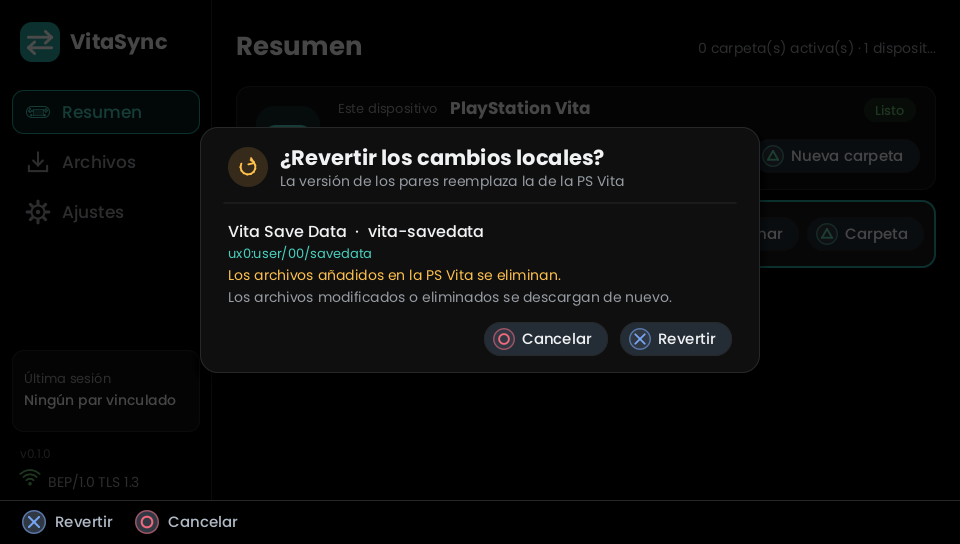 VitaSync
Resumen
Archivos
Ajustes
Última sesión
Ningún par vinculado
v0.1.0
BEP/1.0 TLS 1.3
Resumen
0 carpeta(s) activa(s) · 1 disposit...
Este dispositivo PlayStation Vita
Listo
Nueva carpeta
Carpeta
¿Revertir los cambios locales?
La versión de los pares reemplaza la de la PS Vita
Vita Save Data · vita-savedata
ux0:user/00/savedata
Los archivos añadidos en la PS Vita se eliminan.
Los archivos modificados o eliminados se descargan de nuevo.
Cancelar
Revertir
Revertir
Cancelar